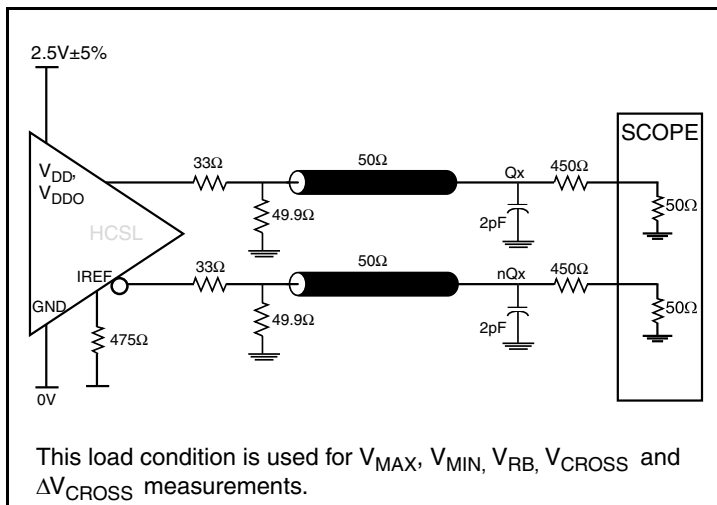 2.5V±5%
SCOPE
V_DD,
V_DDO
33Ω
50Ω
Qx
450Ω
49.9Ω
2pF
50Ω
HCSL
IREF
33Ω
50Ω
nQx
450Ω
GND
49.9Ω
2pF
50Ω
475Ω
0V
This load condition is used for V_MAX, V_MIN, V_RB, V_CROSS and
ΔV_CROSS measurements.